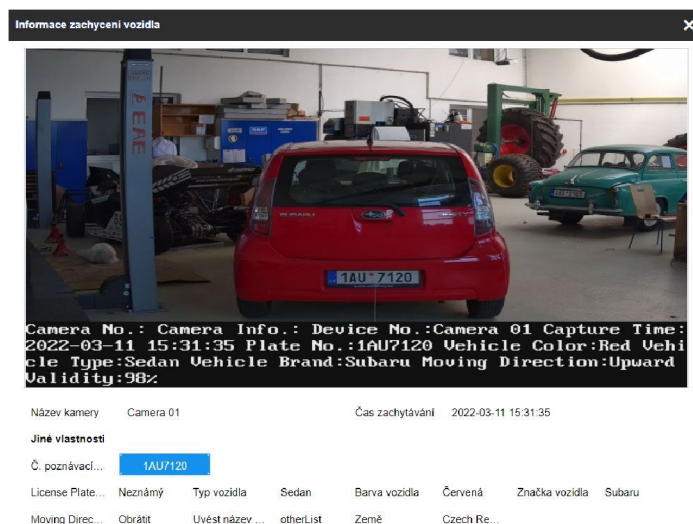 Informace zachycení vozidla
PEAE
SKF
SUBARU
JUSTY
1AU 7120
Camera No.: Camera Info.: Device No.:Camera 01 Capture Time:
2022-03-11 15:31:35 Plate No.:1AU7120 Vehicle Color:Red Vehi
cle Type:Sedan Vehicle Brand:Subaru Moving Direction:Upward
Validity:98%
Název kamery Camera 01 Čas zachytávání 2022-03-11 15:31:35
Jiné vlastnosti
Č. poznávací... 1AU7120
License Plate... Neznámý Typ vozidla Sedan Barva vozidla Červená Značka vozidla Subaru
Moving Direc... Obrátit Uvést název ... otherList Země Czech Re...